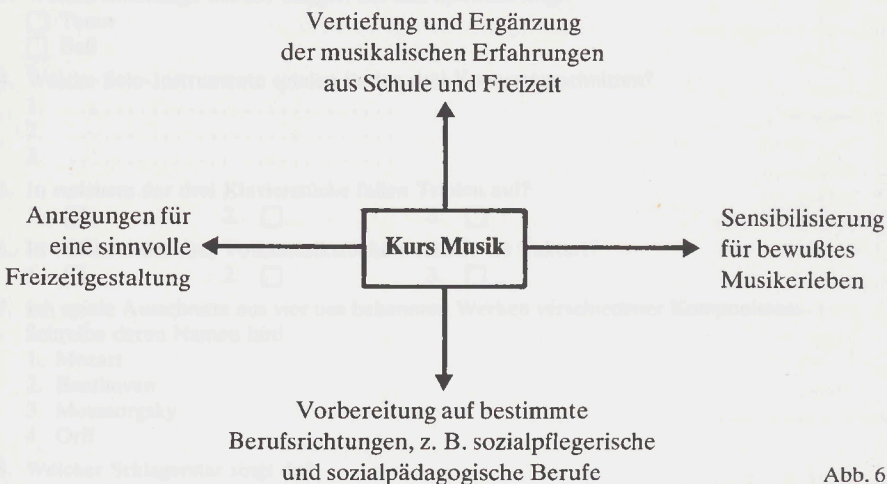 Vertiefung und Ergänzung
der musikalischen Erfahrungen
aus Schule und Freizeit
Anregungen für
eine sinnvolle
Freizeitgestaltung
Kurs Musik
Sensibilisierung
für bewußtes
Musikerleben
Vorbereitung auf bestimmte
Berufsrichtungen, z. B. sozialpflegerische
und sozialpädagogische Berufe
Abb. 6